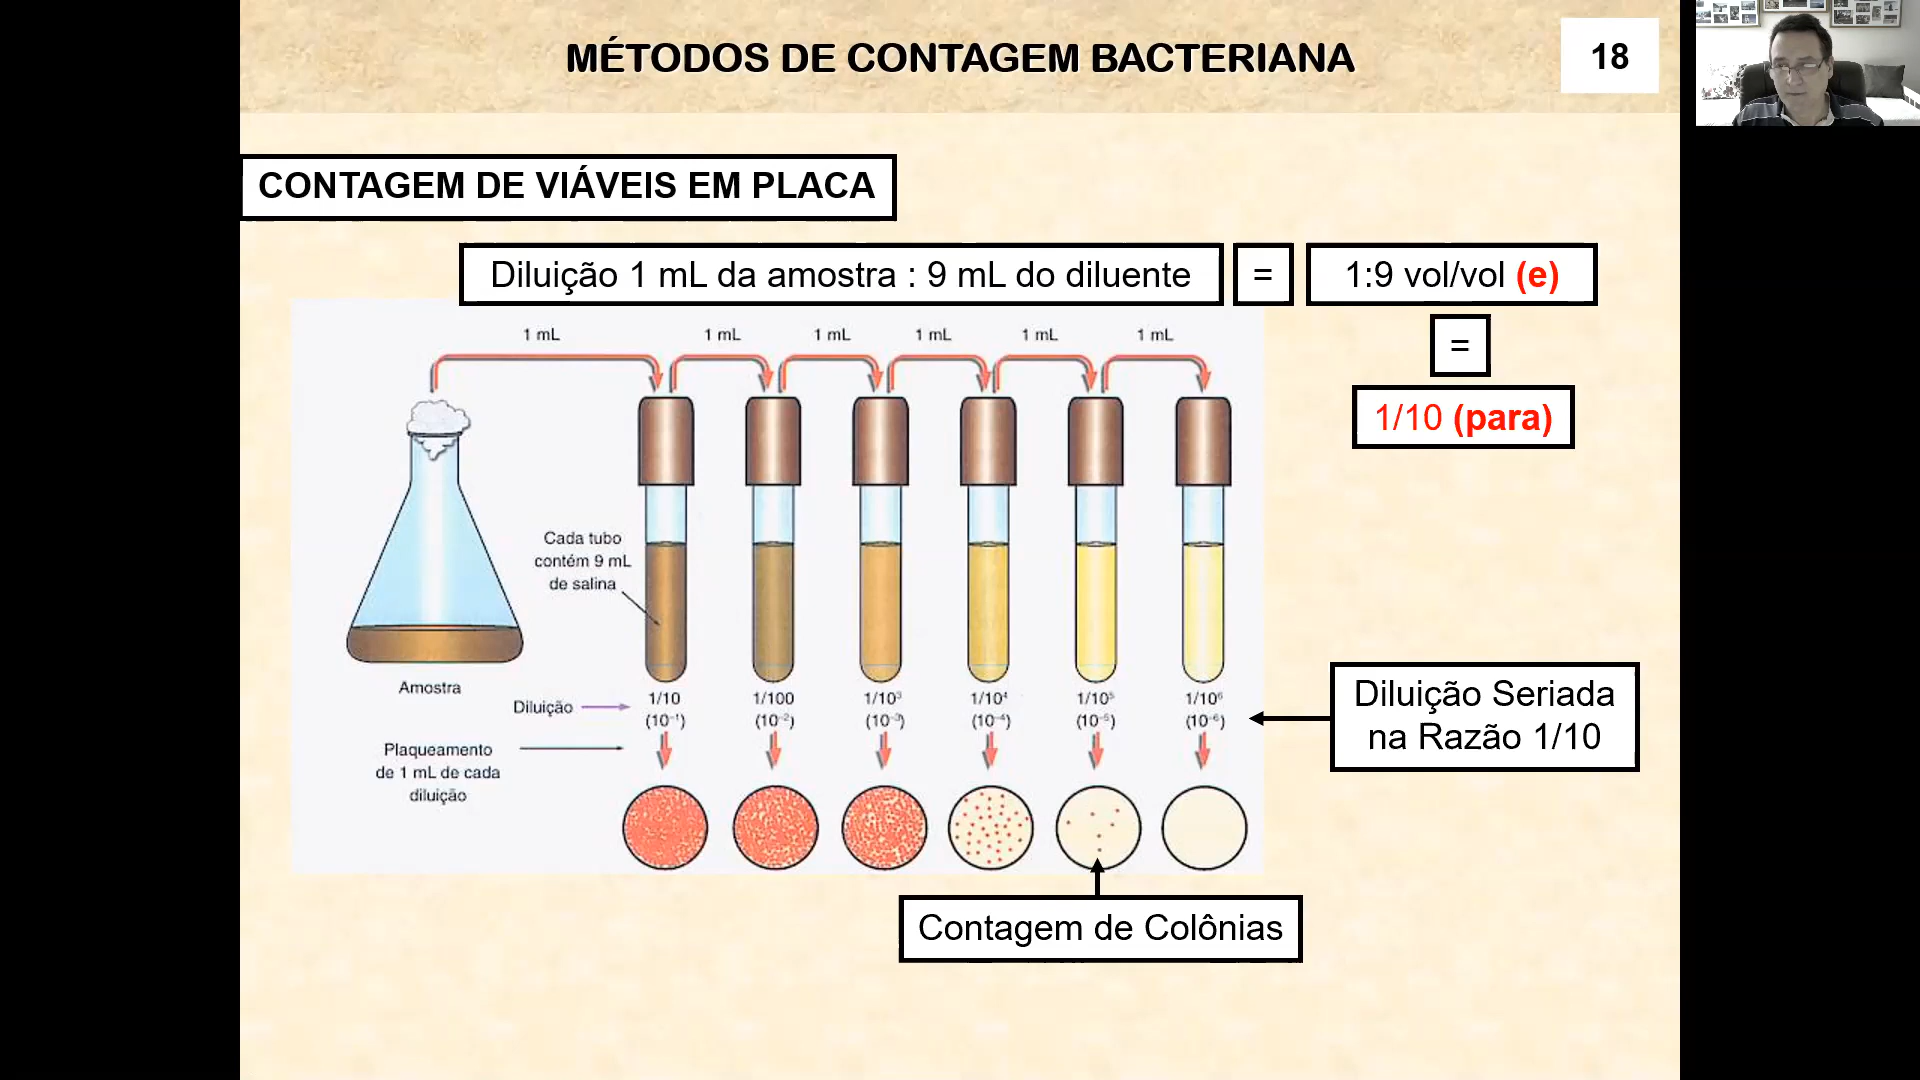 MÉTODOS DE CONTAGEM BACTERIANA
18
CONTAGEM DE VIÁVEIS EM PLACA
Diluição 1 mL da amostra : 9 mL do diluente
=
1:9 vol/vol (e)
=
1/10 (para)
1 mL
1 mL
1 mL
1 mL
1 mL
1 mL
Cada tubo
contém 9 mL
de salina
Amostra
Diluição
1/10
(10⁻¹)
1/100
(10⁻²)
1/10³
(10⁻³)
1/10⁴
(10⁻⁴)
1/10⁵
(10⁻⁵)
1/10⁶
(10⁻⁶)
Diluição Seriada
na Razão 1/10
Plaqueamento
de 1 mL de cada
diluição
Contagem de Colônias